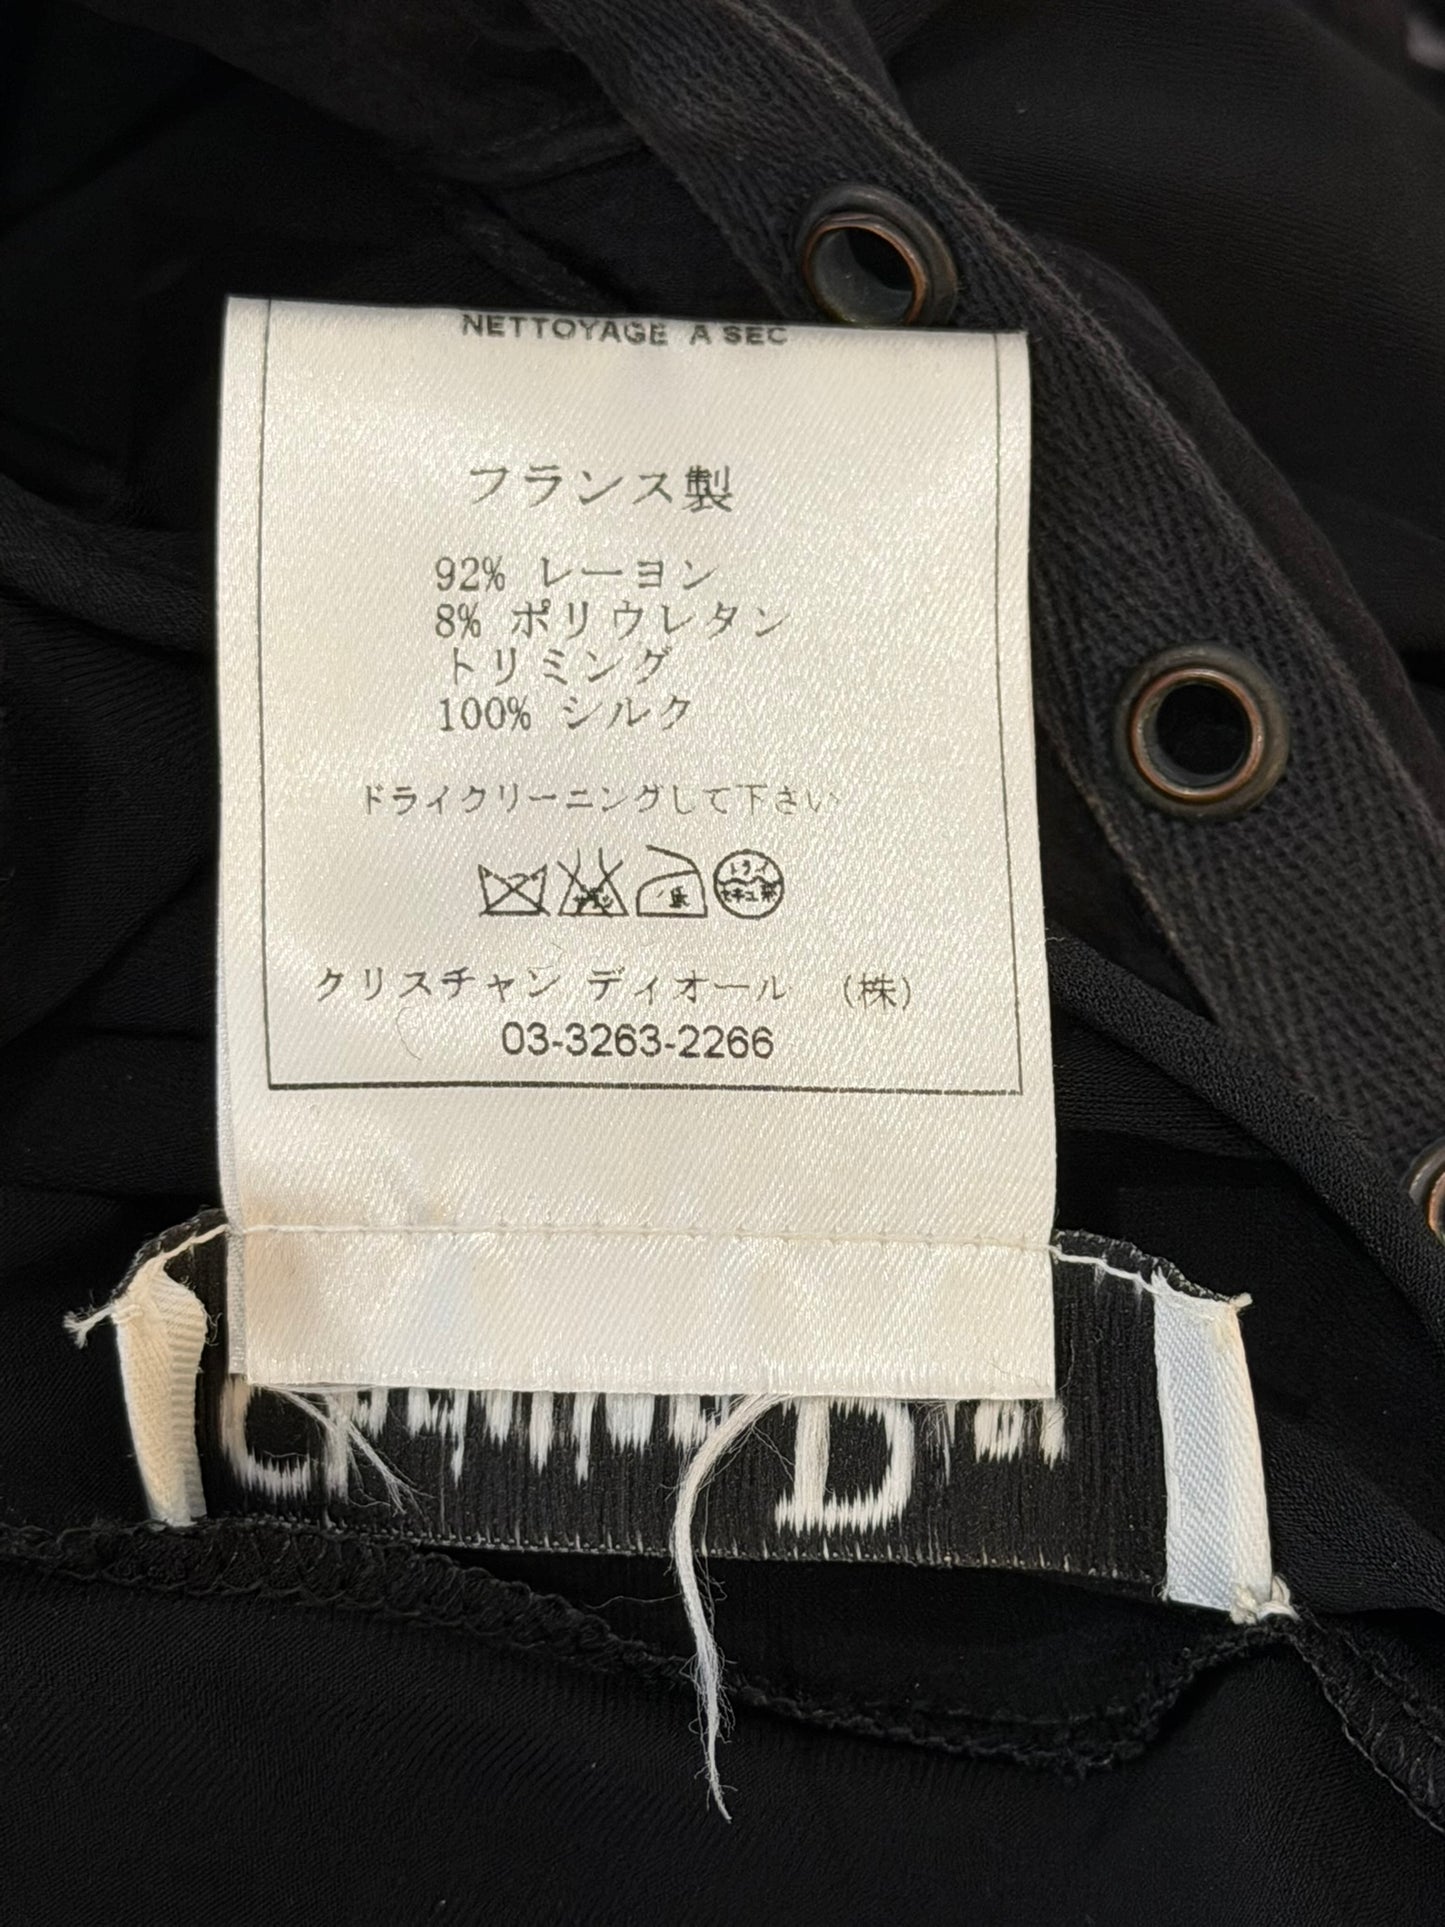 NETTOYAGE A SEC
フランス製
92% レーヨン
8% ポリウレタン
トリミング
100% シルク
ドライクリーニングして下さい
クリスチャン ディオール (株)
03-3263-2266